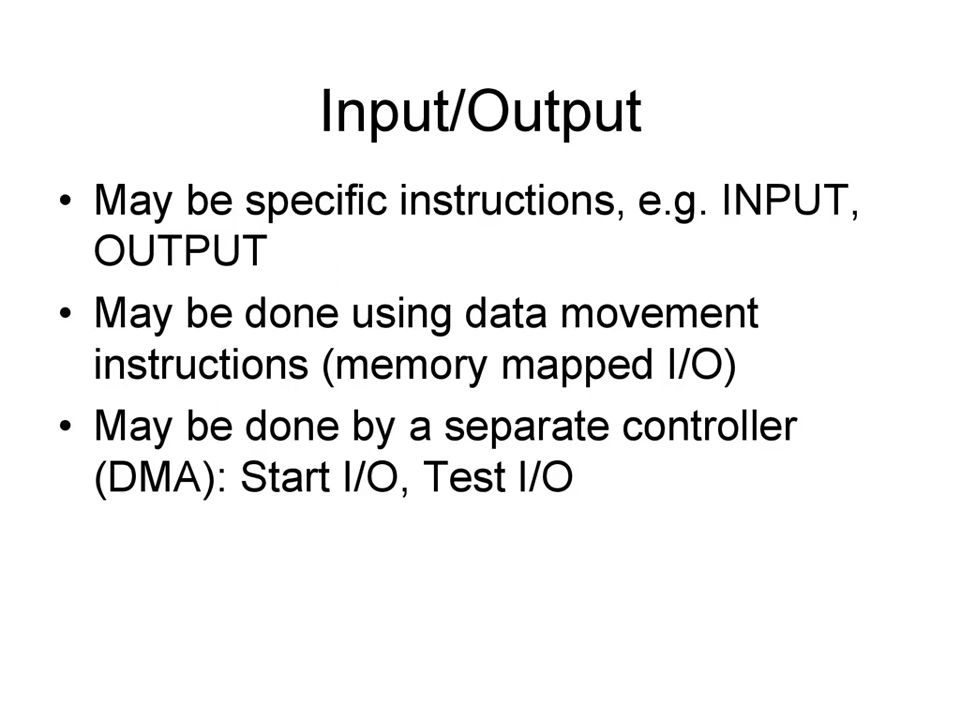 Input/Output
• May be specific instructions, e.g. INPUT,
OUTPUT
• May be done using data movement
instructions (memory mapped I/O)
• May be done by a separate controller
(DMA): Start I/O, Test I/O